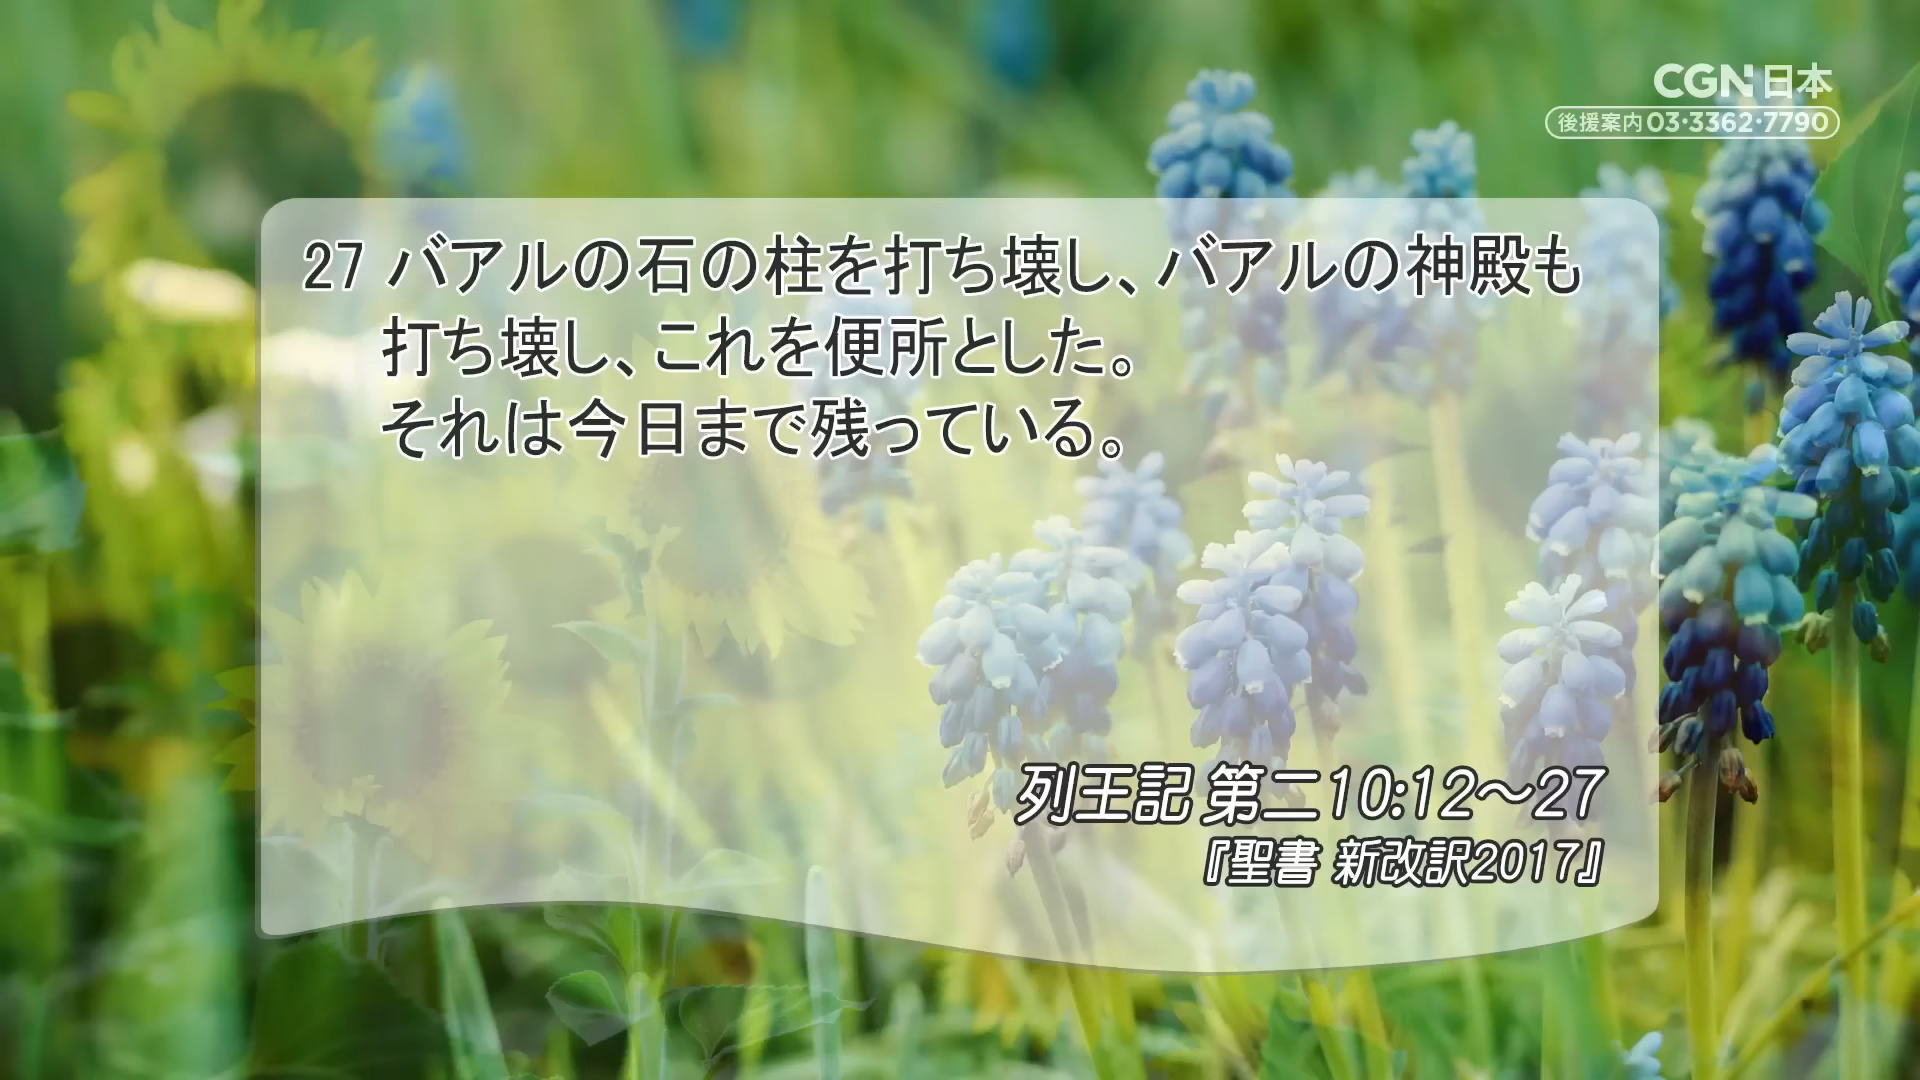 CGN日本
後援案内03·3362·7790
27 バアルの石の柱を打ち壊し、バアルの神殿も
打ち壊し、これを便所とした。
それは今日まで残っている。
列王記 第二10:12～27
『聖書 新改訳2017』